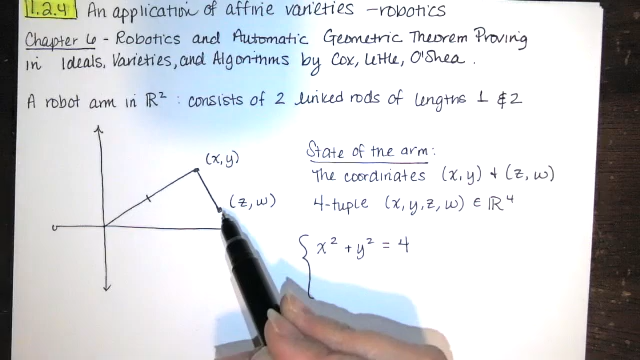 1.2.4 An application of affine varieties - robotics
Chapter 6 - Robotics and Automatic Geometric Theorem Proving
in Ideals, Varieties, and Algorithms by Cox, Little, O'Shea.
A robot arm in ℝ² : consists of 2 linked rods of lengths 1 & 2
(x,y)
(z,w)
State of the arm:
The coordinates (x,y) + (z,w)
4-tuple (x,y,z,w) ∈ ℝ⁴
{ x² + y² = 4